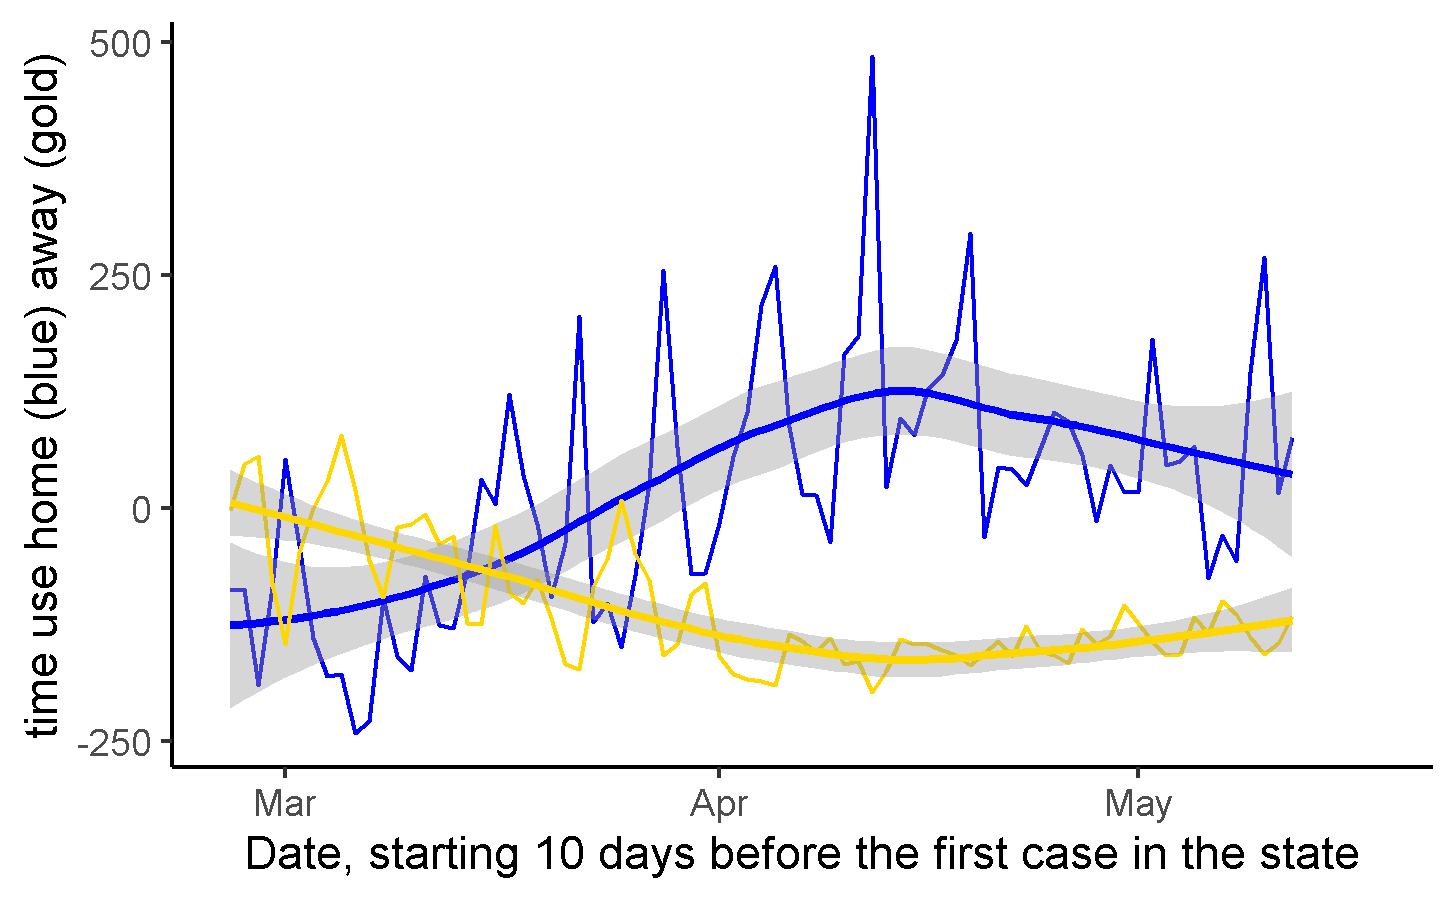 time use home (blue) away (gold)
500
250
0
-250
Mar Apr May
Date, starting 10 days before the first case in the state